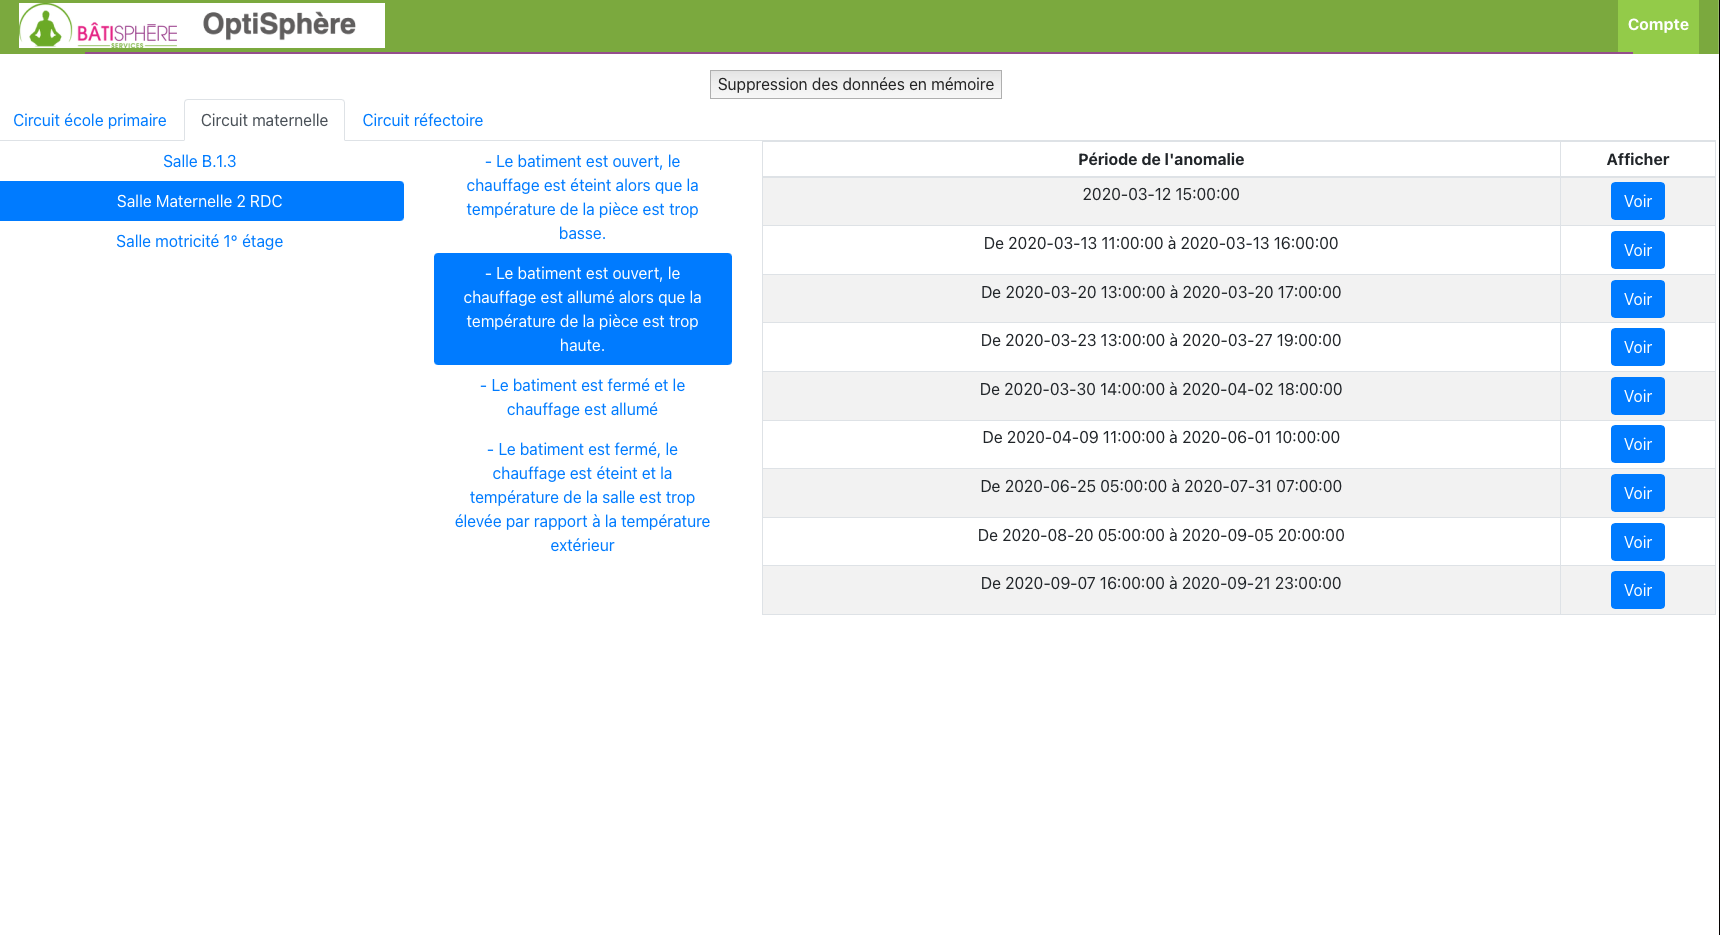 BÂTISPHÈRE
SERVICES
OptiSphère
Compte
Suppression des données en mémoire
Circuit école primaire
Circuit maternelle
Circuit réfectoire
Salle B.1.3
Salle Maternelle 2 RDC
Salle motricité 1° étage
- Le batiment est ouvert, le
chauffage est éteint alors que la
température de la pièce est trop
basse.
- Le batiment est ouvert, le
chauffage est allumé alors que la
température de la pièce est trop
haute.
- Le batiment est fermé et le
chauffage est allumé
- Le batiment est fermé, le
chauffage est éteint et la
température de la salle est trop
élevée par rapport à la température
extérieur
Période de l'anomalie Afficher
2020-03-12 15:00:00 Voir
De 2020-03-13 11:00:00 à 2020-03-13 16:00:00 Voir
De 2020-03-20 13:00:00 à 2020-03-20 17:00:00 Voir
De 2020-03-23 13:00:00 à 2020-03-27 19:00:00 Voir
De 2020-03-30 14:00:00 à 2020-04-02 18:00:00 Voir
De 2020-04-09 11:00:00 à 2020-06-01 10:00:00 Voir
De 2020-06-25 05:00:00 à 2020-07-31 07:00:00 Voir
De 2020-08-20 05:00:00 à 2020-09-05 20:00:00 Voir
De 2020-09-07 16:00:00 à 2020-09-21 23:00:00 Voir